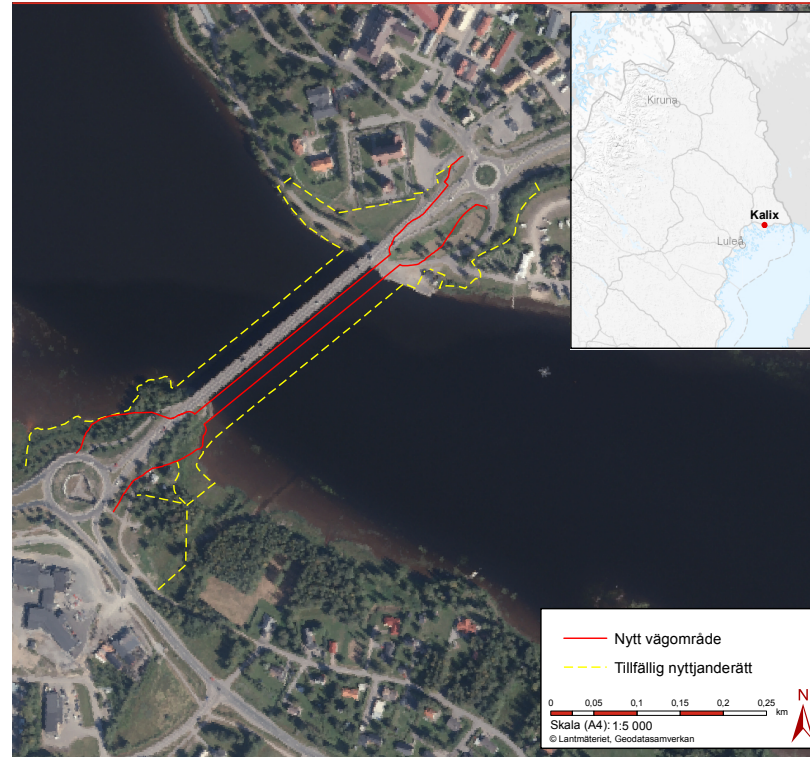 Kiruna
Kalix
Luleå
Nytt vägområde
Tillfällig nyttjanderätt
0 0,05 0,1 0,15 0,2 0,25
km
Skala (A4): 1:5 000
© Lantmäteriet, Geodatasamverkan
N